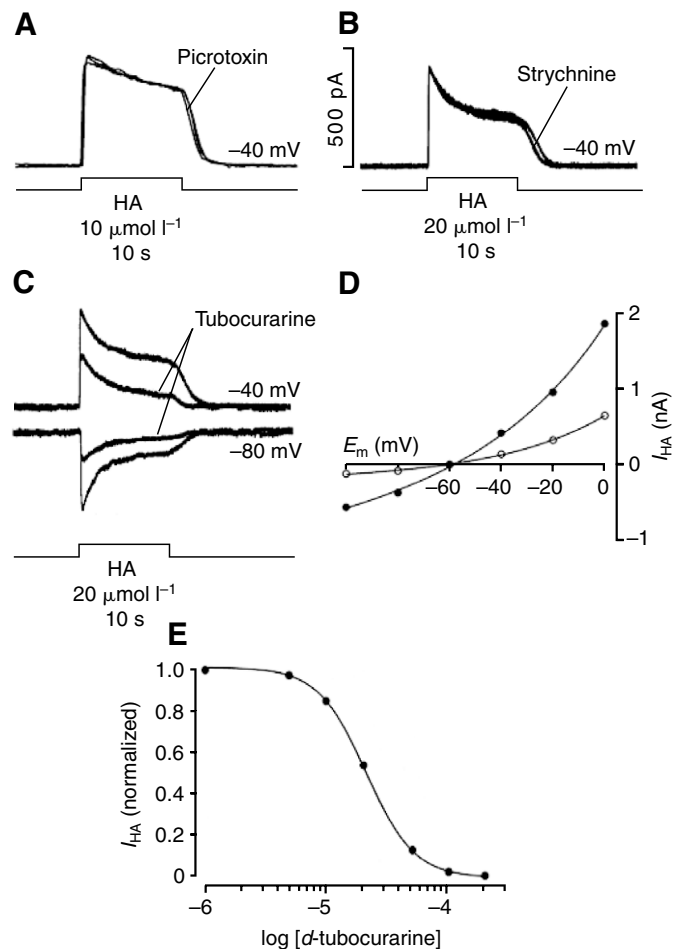 A
Picrotoxin
−40 mV
HA
10 μmol l−1
10 s
B
500 pA
Strychnine
−40 mV
HA
20 μmol l−1
10 s
C
Tubocurarine
−40 mV
−80 mV
HA
20 μmol l−1
10 s
D
2
1
0
−1
IHA (nA)
Em (mV)
−60 −40 −20 0
E
1.0
0.8
0.6
0.4
0.2
0
IHA (normalized)
−6 −5 −4
log [d-tubocurarine]